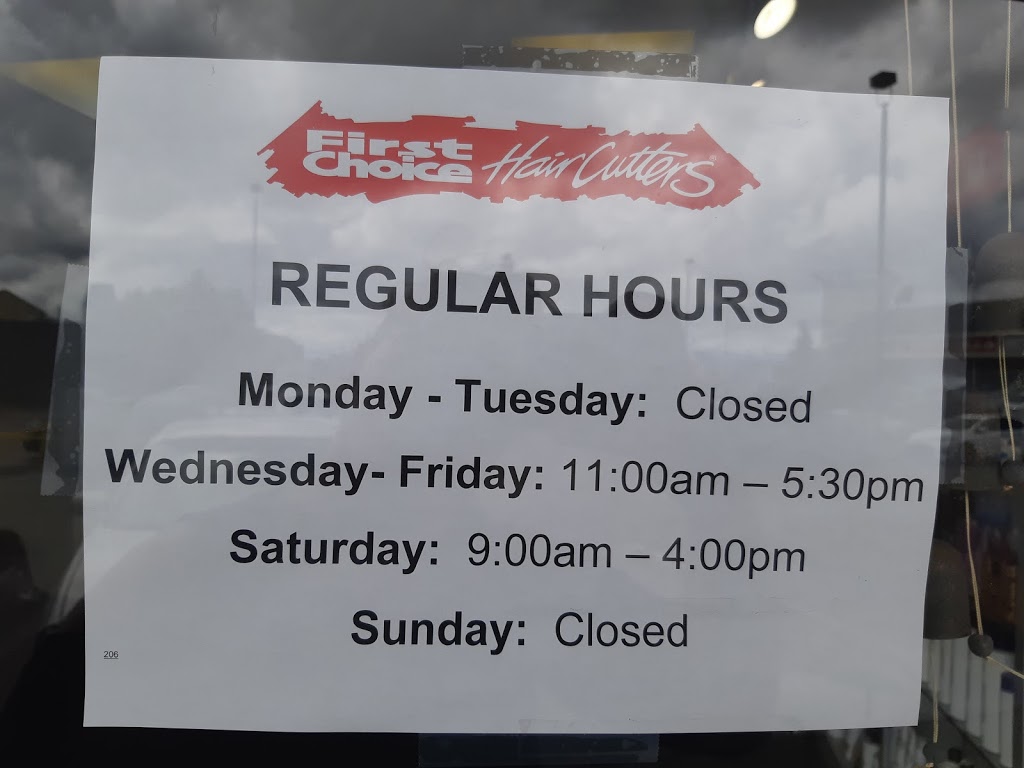 First Choice HairCutters
REGULAR HOURS
Monday - Tuesday: Closed
Wednesday- Friday: 11:00am – 5:30pm
Saturday: 9:00am – 4:00pm
Sunday: Closed
206